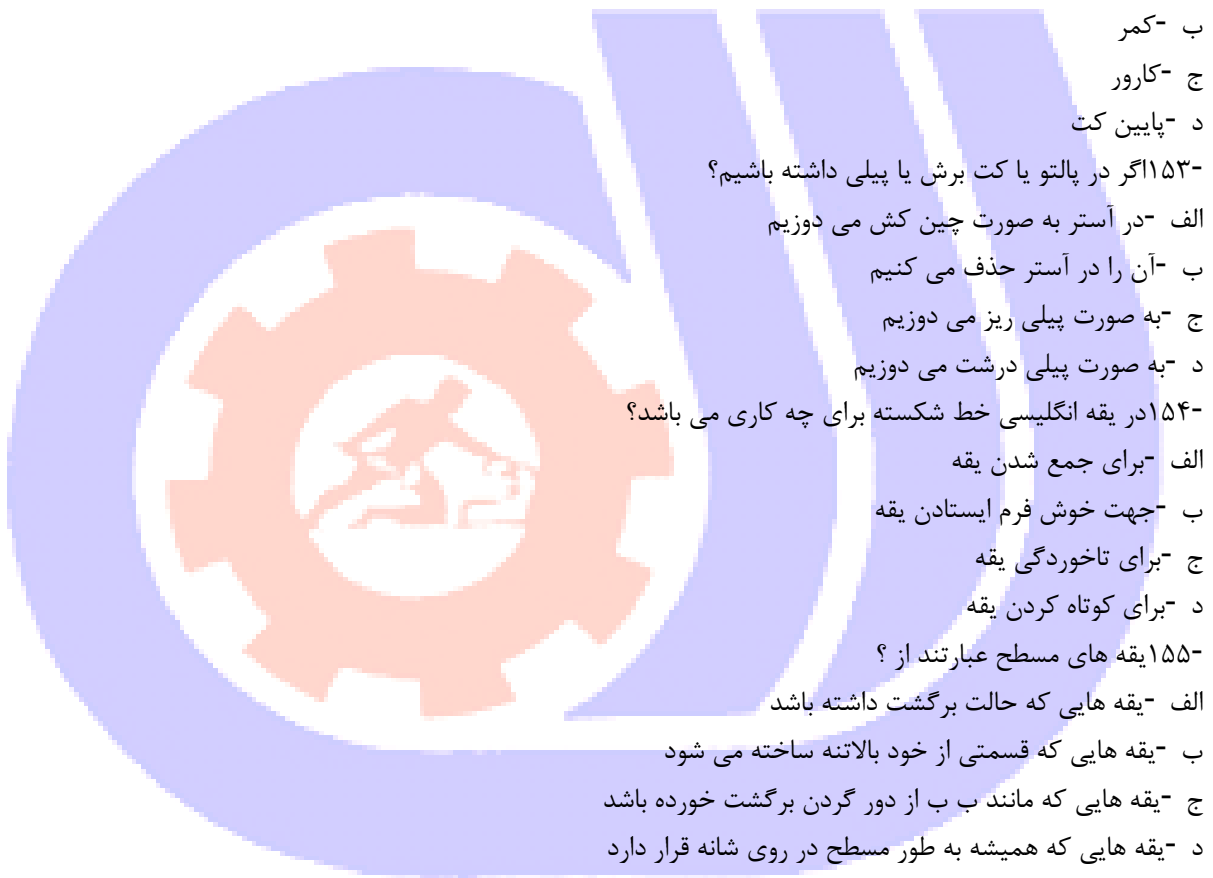 ب -کمر
ج -کارور
د -پایین کت
-۱۵۳اگر در پالتو یا کت برش یا پیلی داشته باشیم؟
الف -در آستر به صورت چین کش می دوزیم
ب -آن را در آستر حذف می کنیم
ج -به صورت پیلی ریز می دوزیم
د -به صورت پیلی درشت می دوزیم
-۱۵۴در یقه انگلیسی خط شکسته برای چه کاری می باشد؟
الف -برای جمع شدن یقه
ب -جهت خوش فرم ایستادن یقه
ج -برای تاخوردگی یقه
د -برای کوتاه کردن یقه
-۱۵۵یقه های مسطح عبارتند از ؟
الف -یقه هایی که حالت برگشت داشته باشد
ب -یقه هایی که قسمتی از خود بالاتنه ساخته می شود
ج -یقه هایی که مانند ب ب از دور گردن برگشت خورده باشد
د -یقه هایی که همیشه به طور مسطح در روی شانه قرار دارد